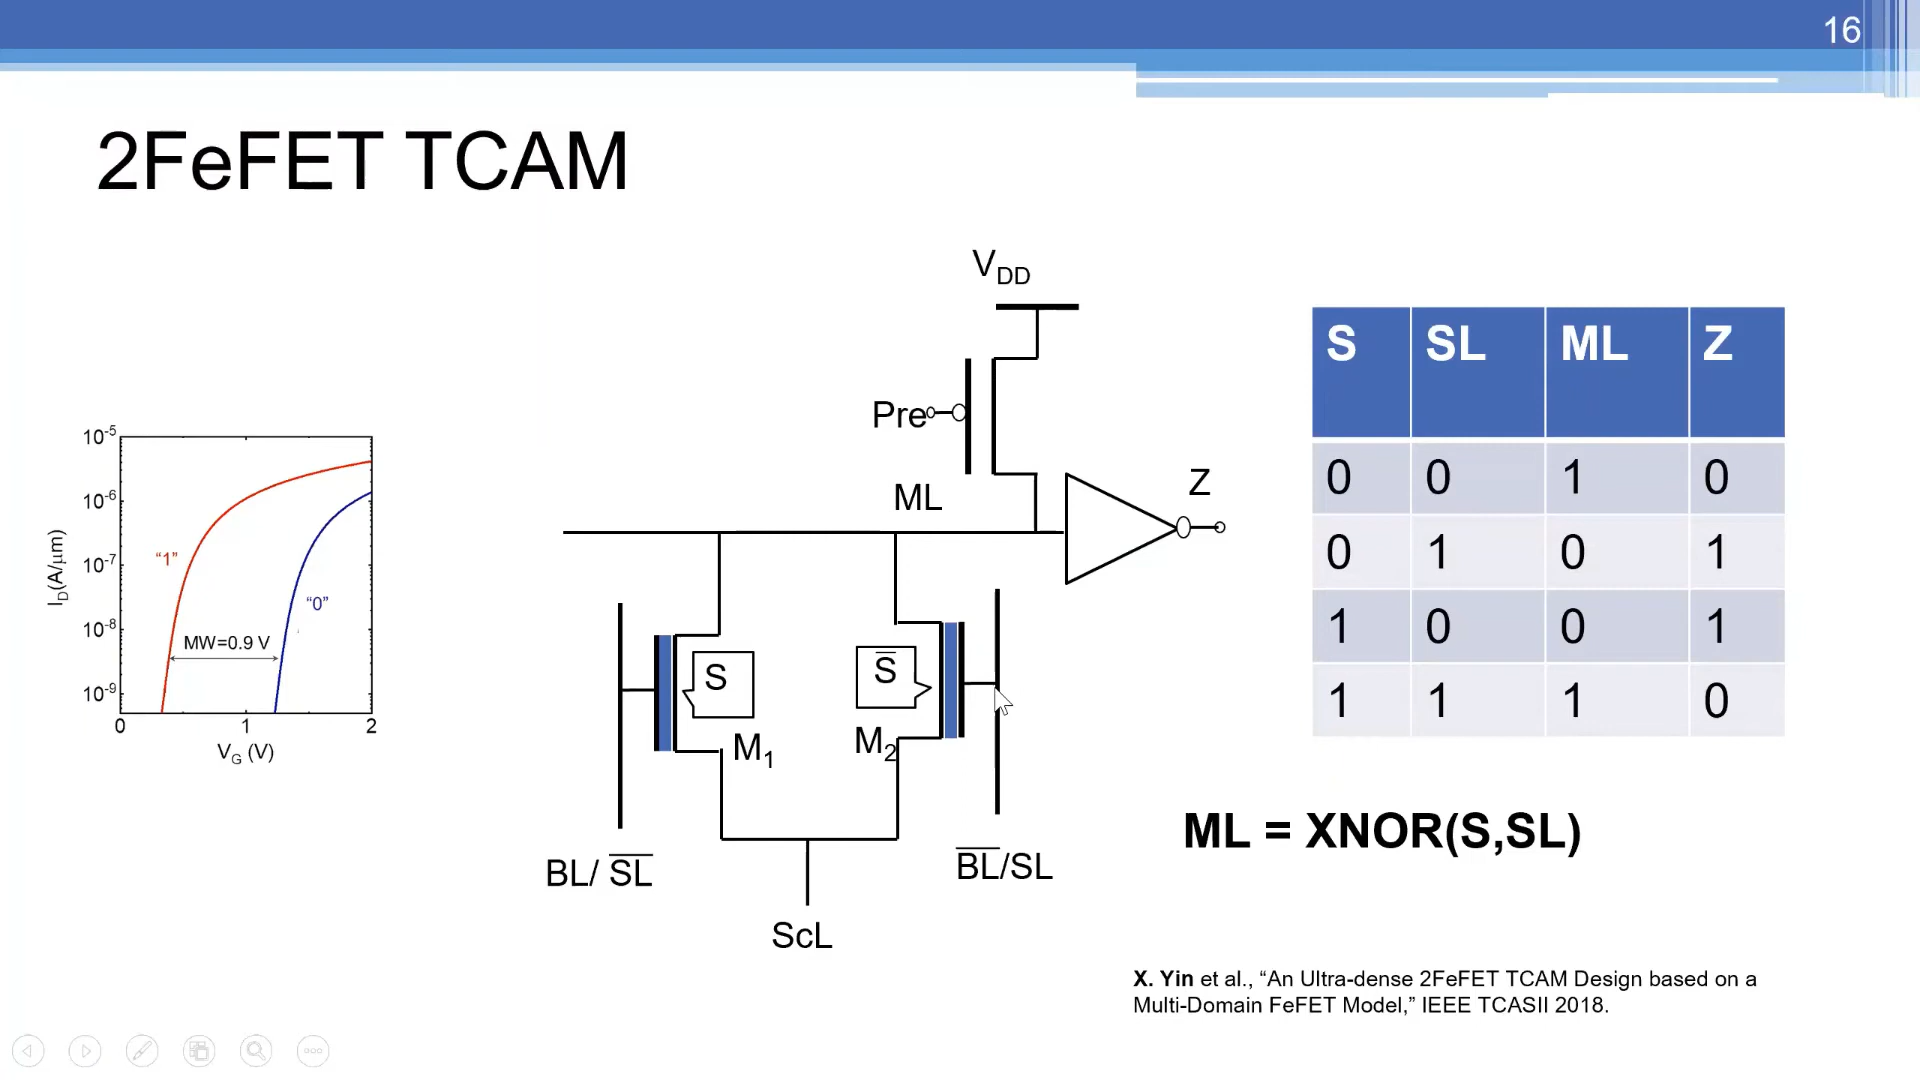 16
2FeFET TCAM
V_DD
Pre
ML
Z
S
S̅
M₁
M₂
BL/ S̅L̅
B̅L̅/SL
ScL
10⁻⁵
10⁻⁶
10⁻⁷
10⁻⁸
10⁻⁹
I_D(A/μm)
“1”
“0”
MW=0.9 V
0 1 2
V_G (V)
S SL ML Z
0 0 1 0
0 1 0 1
1 0 0 1
1 1 1 0
ML = XNOR(S,SL)
X. Yin et al., “An Ultra-dense 2FeFET TCAM Design based on a
Multi-Domain FeFET Model,” IEEE TCASII 2018.